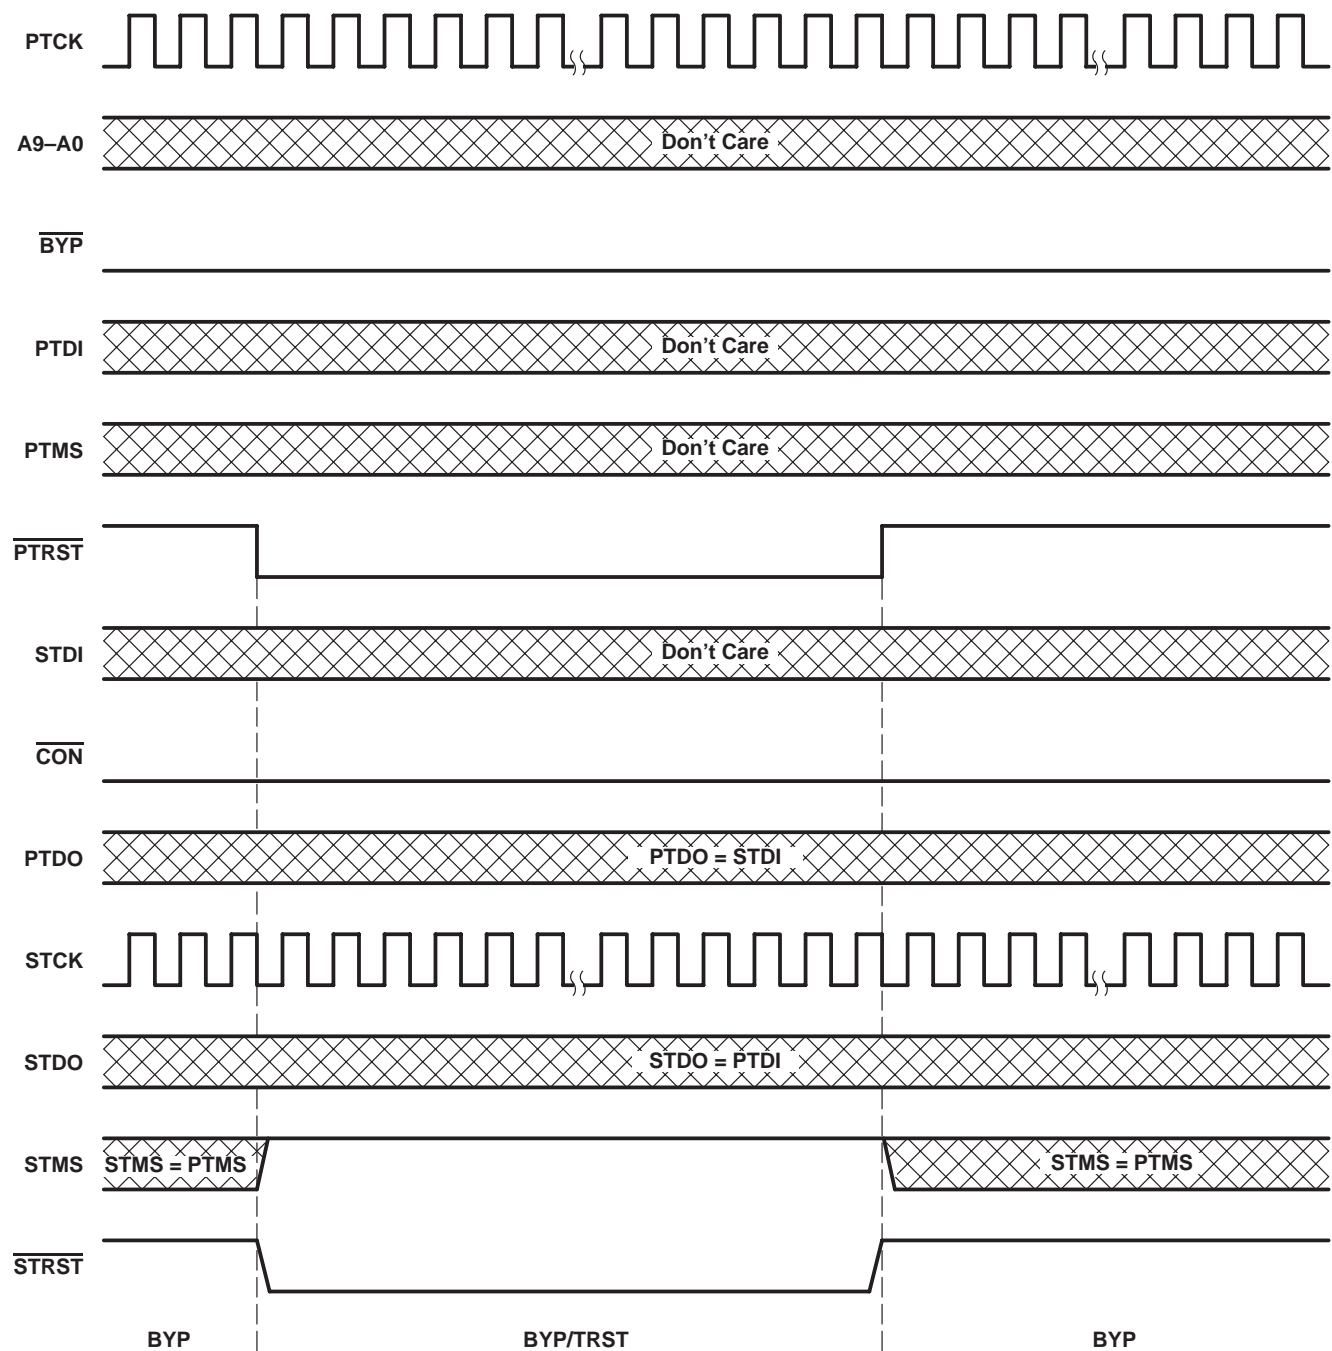 PTCK
A9–A0
Don't Care
BYP
PTDI
Don't Care
PTMS
Don't Care
PTRST
STDI
Don't Care
CON
PTDO
PTDO = STDI
STCK
STDO
STDO = PTDI
STMS
STMS = PTMS
STMS = PTMS
STRST
BYP
BYP/TRST
BYP